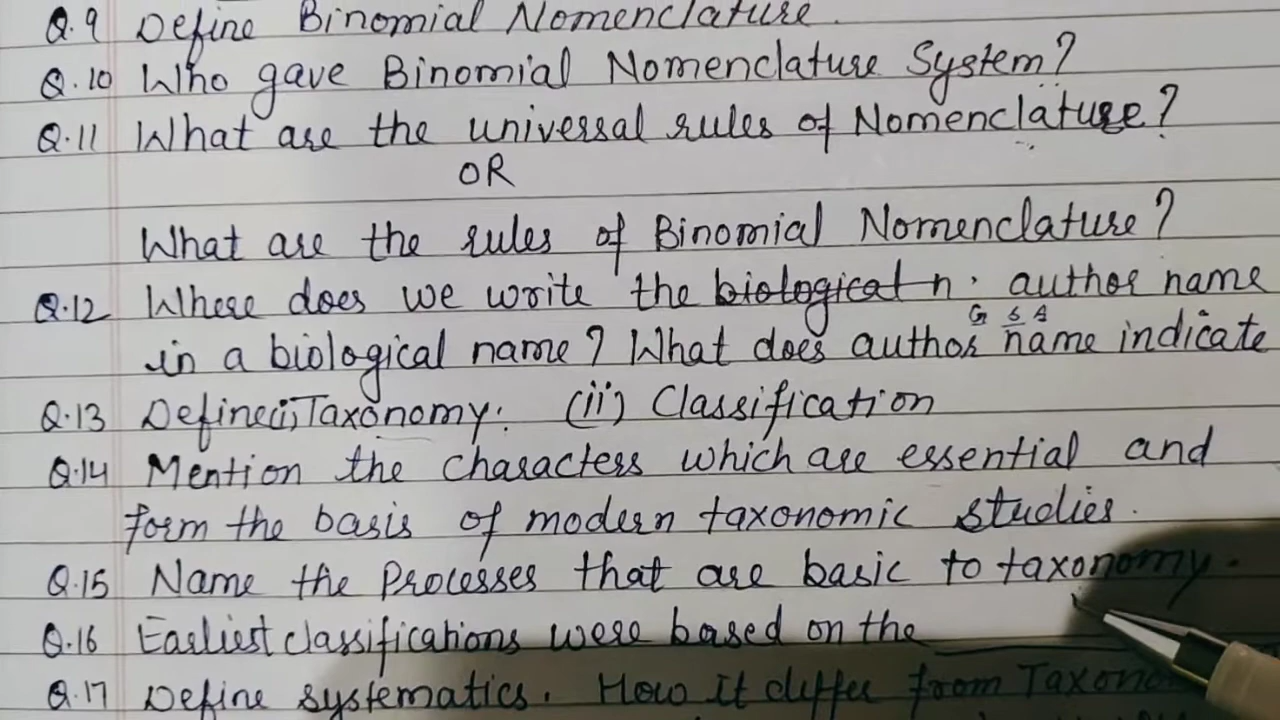 Q.9 Define Binomial Nomenclature.
Q.10 Who gave Binomial Nomenclature System?
Q.11 What are the universal rules of Nomenclature?
OR
What are the rules of Binomial Nomenclature?
Q.12 Where does we write the biological n. author name
G S A
in a biological name? What does author name indicate
Q.13 Define(i) Taxonomy. (ii) Classification
Q.14 Mention the characters which are essential and
form the basis of modern taxonomic studies.
Q.15 Name the Processes that are basic to taxonomy.
Q.16 Earliest classifications were based on the
Q.17 Define systematics. How it differ from Taxono